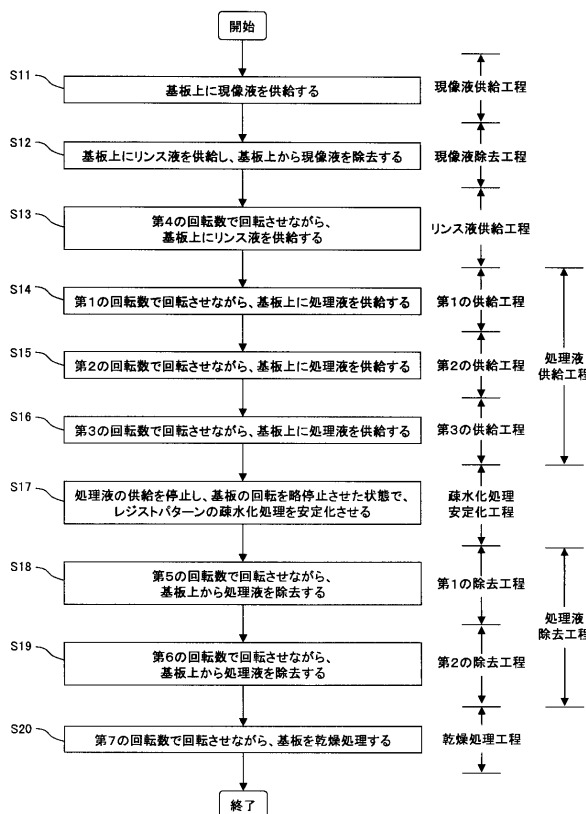 開始
S11
基板上に現像液を供給する
現像液供給工程
S12
基板上にリンス液を供給し、基板上から現像液を除去する
現像液除去工程
S13
第4の回転数で回転させながら、
基板上にリンス液を供給する
リンス液供給工程
S14
第1の回転数で回転させながら、基板上に処理液を供給する
第1の供給工程
S15
第2の回転数で回転させながら、基板上に処理液を供給する
第2の供給工程
処理液
供給工程
S16
第3の回転数で回転させながら、基板上に処理液を供給する
第3の供給工程
S17
処理液の供給を停止し、基板の回転を略停止させた状態で、
レジストパターンの疎水化処理を安定化させる
疎水化処理
安定化工程
S18
第5の回転数で回転させながら、
基板上から処理液を除去する
第1の除去工程
処理液
除去工程
S19
第6の回転数で回転させながら、
基板上から処理液を除去する
第2の除去工程
S20
第7の回転数で回転させながら、基板を乾燥処理する
乾燥処理工程
終了